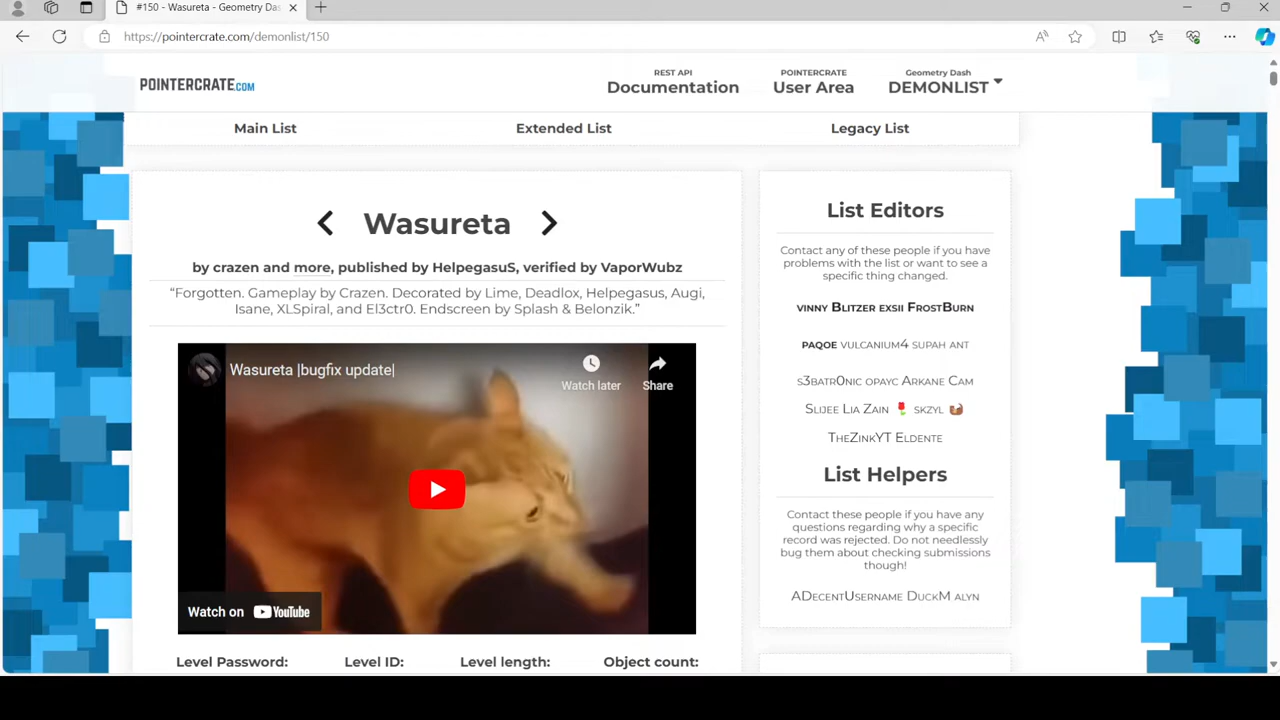 #150 - Wasureta - Geometry Das
https://pointercrate.com/demonlist/150
POINTERCRATE.COM
REST API
Documentation
POINTERCRATE
User Area
Geometry Dash
DEMONLIST
Main List
Extended List
Legacy List
Wasureta
by crazen and more, published by HelpegasuS, verified by VaporWubz
“Forgotten. Gameplay by Crazen. Decorated by Lime, Deadlox, Helpegasus, Augi,
Isane, XLSpiral, and El3ctr0. Endscreen by Splash & Belonzik.”
Wasureta |bugfix update|
Watch later
Share
Watch on YouTube
Level Password:
Level ID:
Level length:
Object count:
List Editors
Contact any of these people if you have
problems with the list or want to see a
specific thing changed.
vinny Blitzer exsii FrostBurn
paqoe vulcanium4 supah ant
s3batr0nic opayc Arkane Cam
Slijee Lia Zain 🌹 skzyl 🦫
TheZinkYT Eldente
List Helpers
Contact these people if you have any
questions regarding why a specific
record was rejected. Do not needlessly
bug them about checking submissions
though!
ADecentUsername DuckM alyn